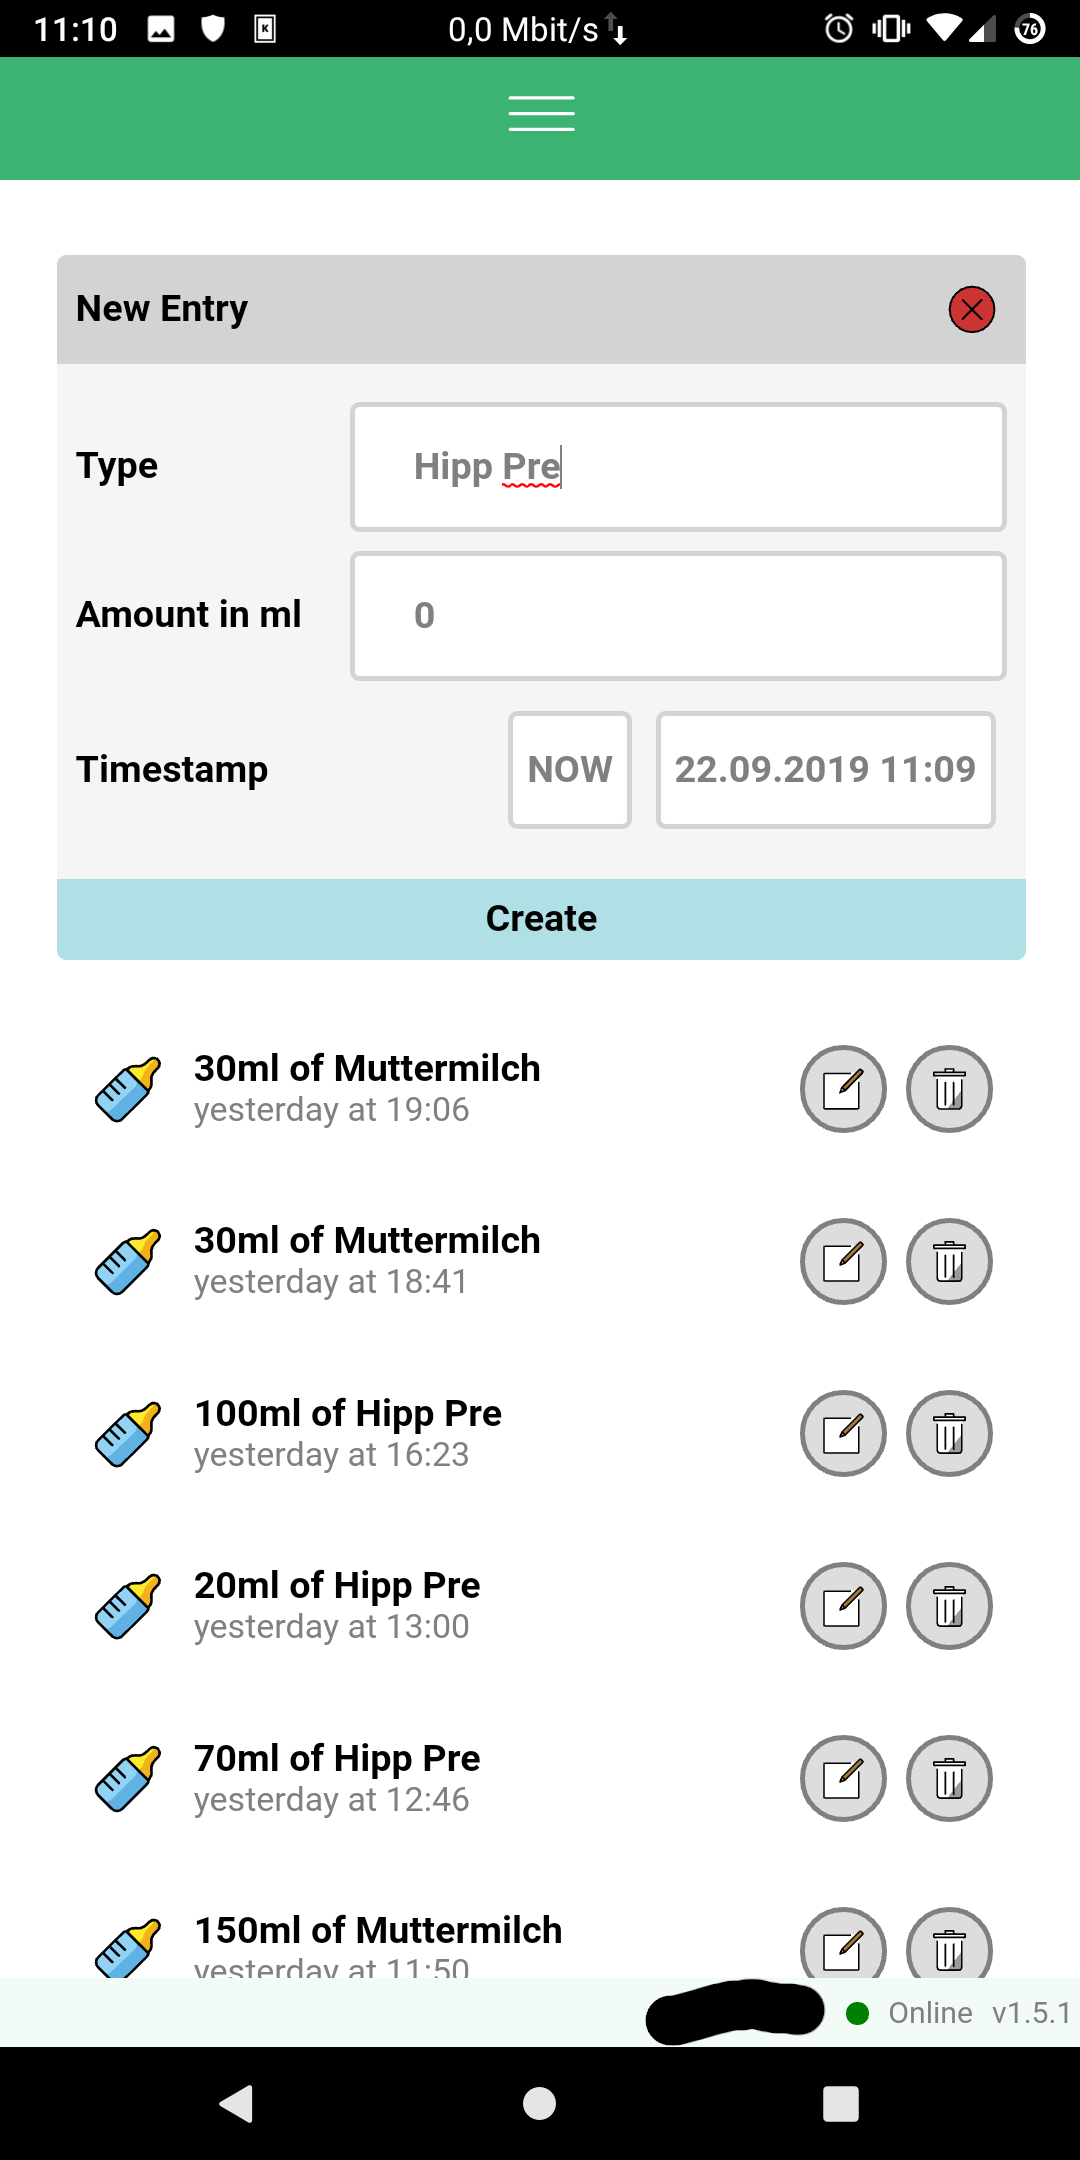 11:10 0,0 Mbit/s 76
New Entry
Type Hipp Pre
Amount in ml 0
Timestamp NOW 22.09.2019 11:09
Create
30ml of Muttermilch
yesterday at 19:06
30ml of Muttermilch
yesterday at 18:41
100ml of Hipp Pre
yesterday at 16:23
20ml of Hipp Pre
yesterday at 13:00
70ml of Hipp Pre
yesterday at 12:46
150ml of Muttermilch
yesterday at 11:50
Online v1.5.1